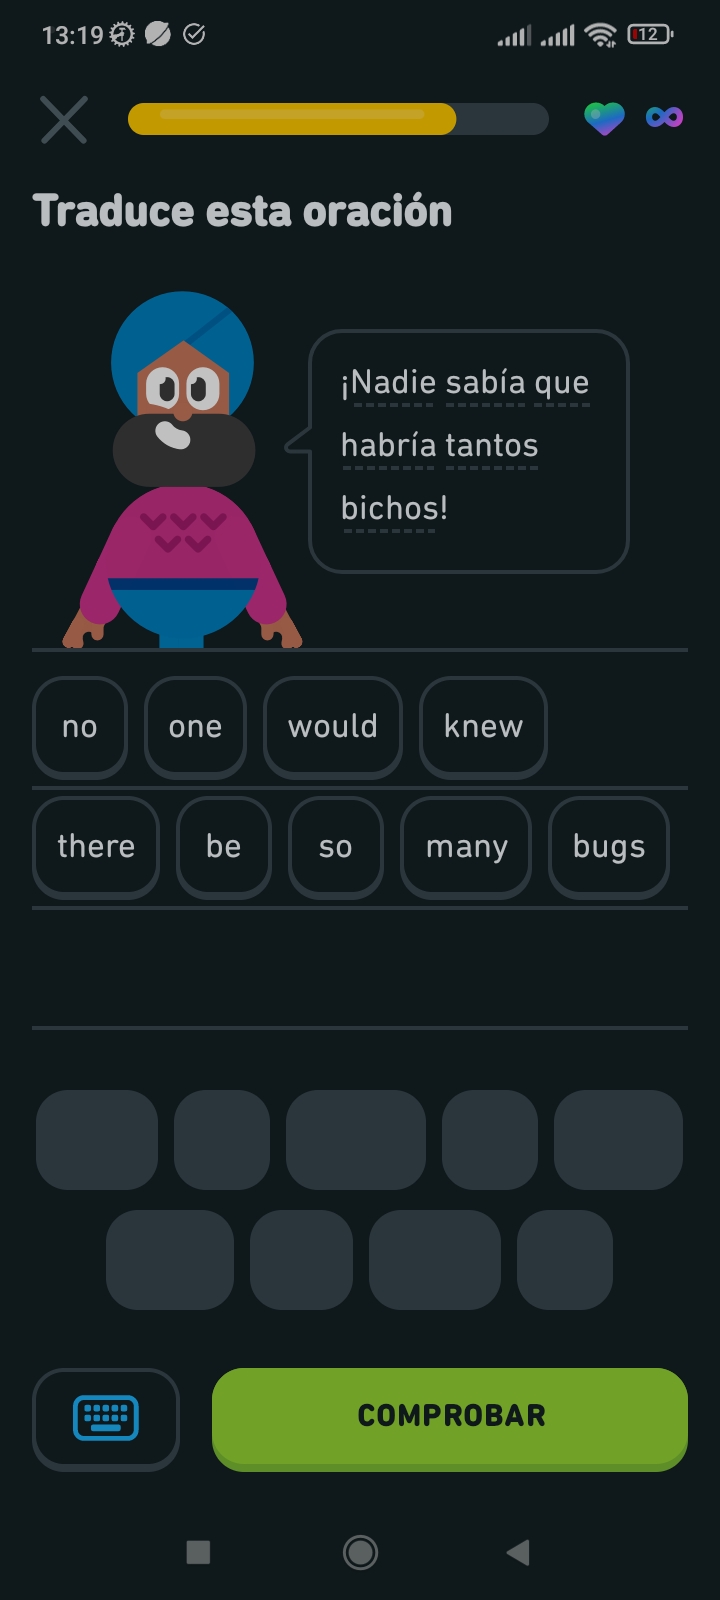 13:19
12
Traduce esta oración
¡Nadie sabía que
habría tantos
bichos!
no one would knew
there be so many bugs
COMPROBAR